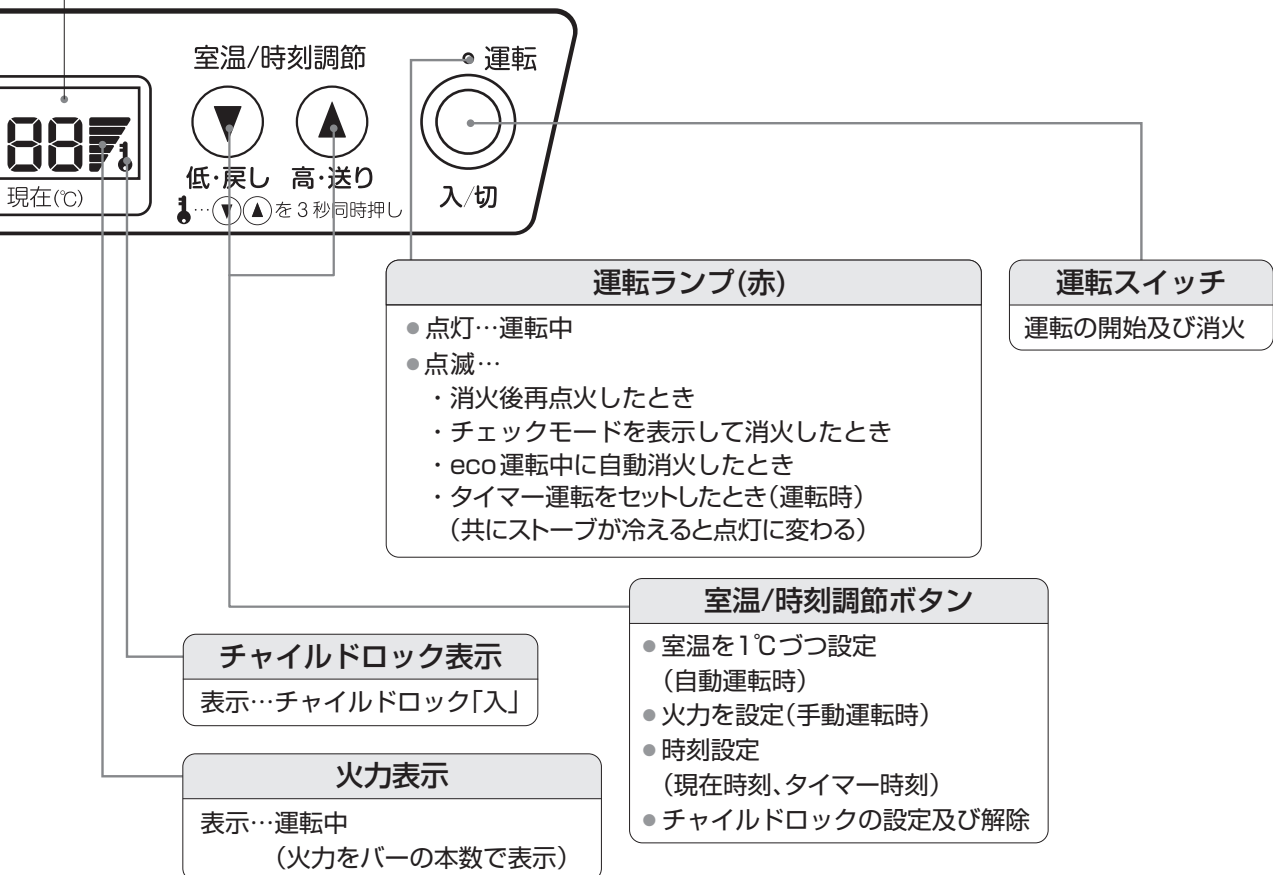 室温/時刻調節
運転
88
現在(℃)
低・戻し 高・送り
…▼▲を3秒同時押し
入/切
運転ランプ(赤)
●点灯…運転中
●点滅…
・消火後再点火したとき
・チェックモードを表示して消火したとき
・eco運転中に自動消火したとき
・タイマー運転をセットしたとき(運転時)
(共にストーブが冷えると点灯に変わる)
運転スイッチ
運転の開始及び消火
室温/時刻調節ボタン
●室温を1℃づつ設定
(自動運転時)
●火力を設定(手動運転時)
●時刻設定
(現在時刻、タイマー時刻)
●チャイルドロックの設定及び解除
チャイルドロック表示
表示…チャイルドロック「入」
火力表示
表示…運転中
(火力をバーの本数で表示)